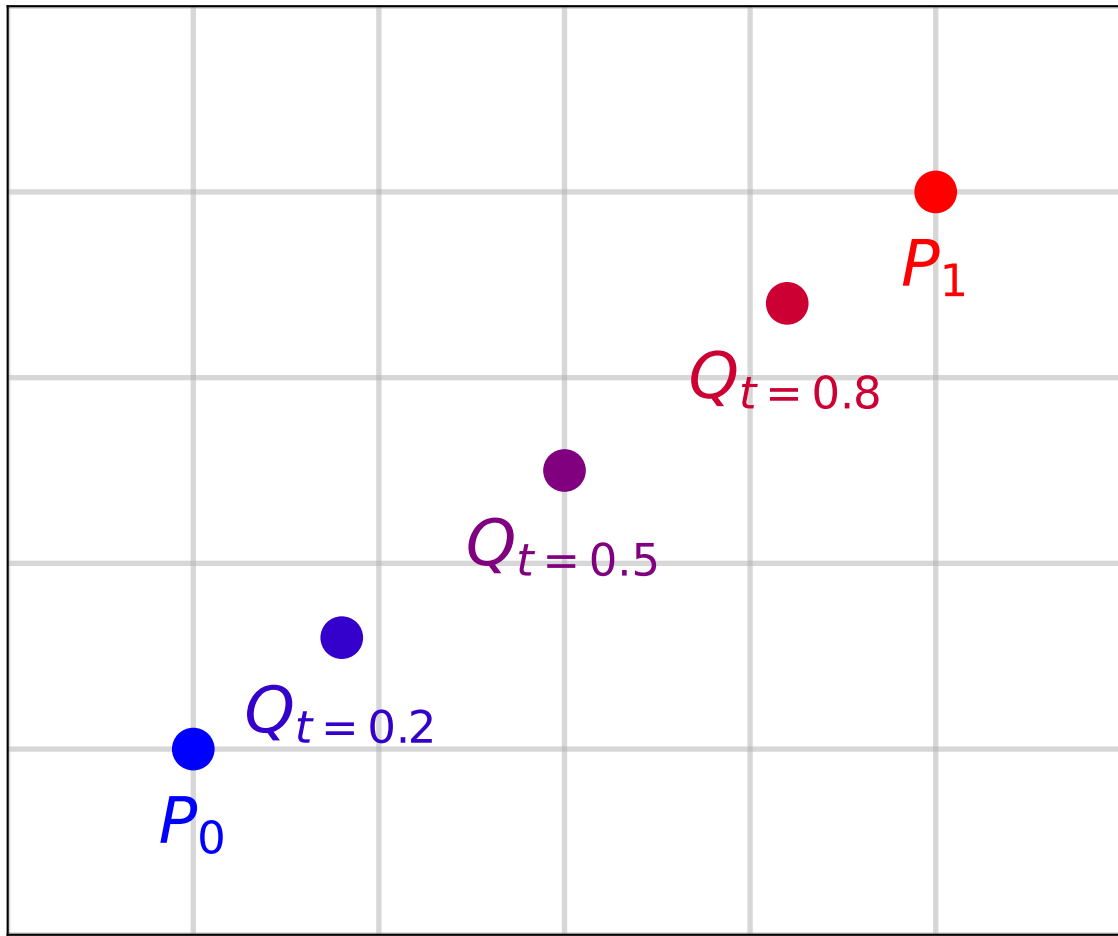 P₁
Qₜ ₌ ₀.₈
Qₜ ₌ ₀.₅
Qₜ ₌ ₀.₂
P₀